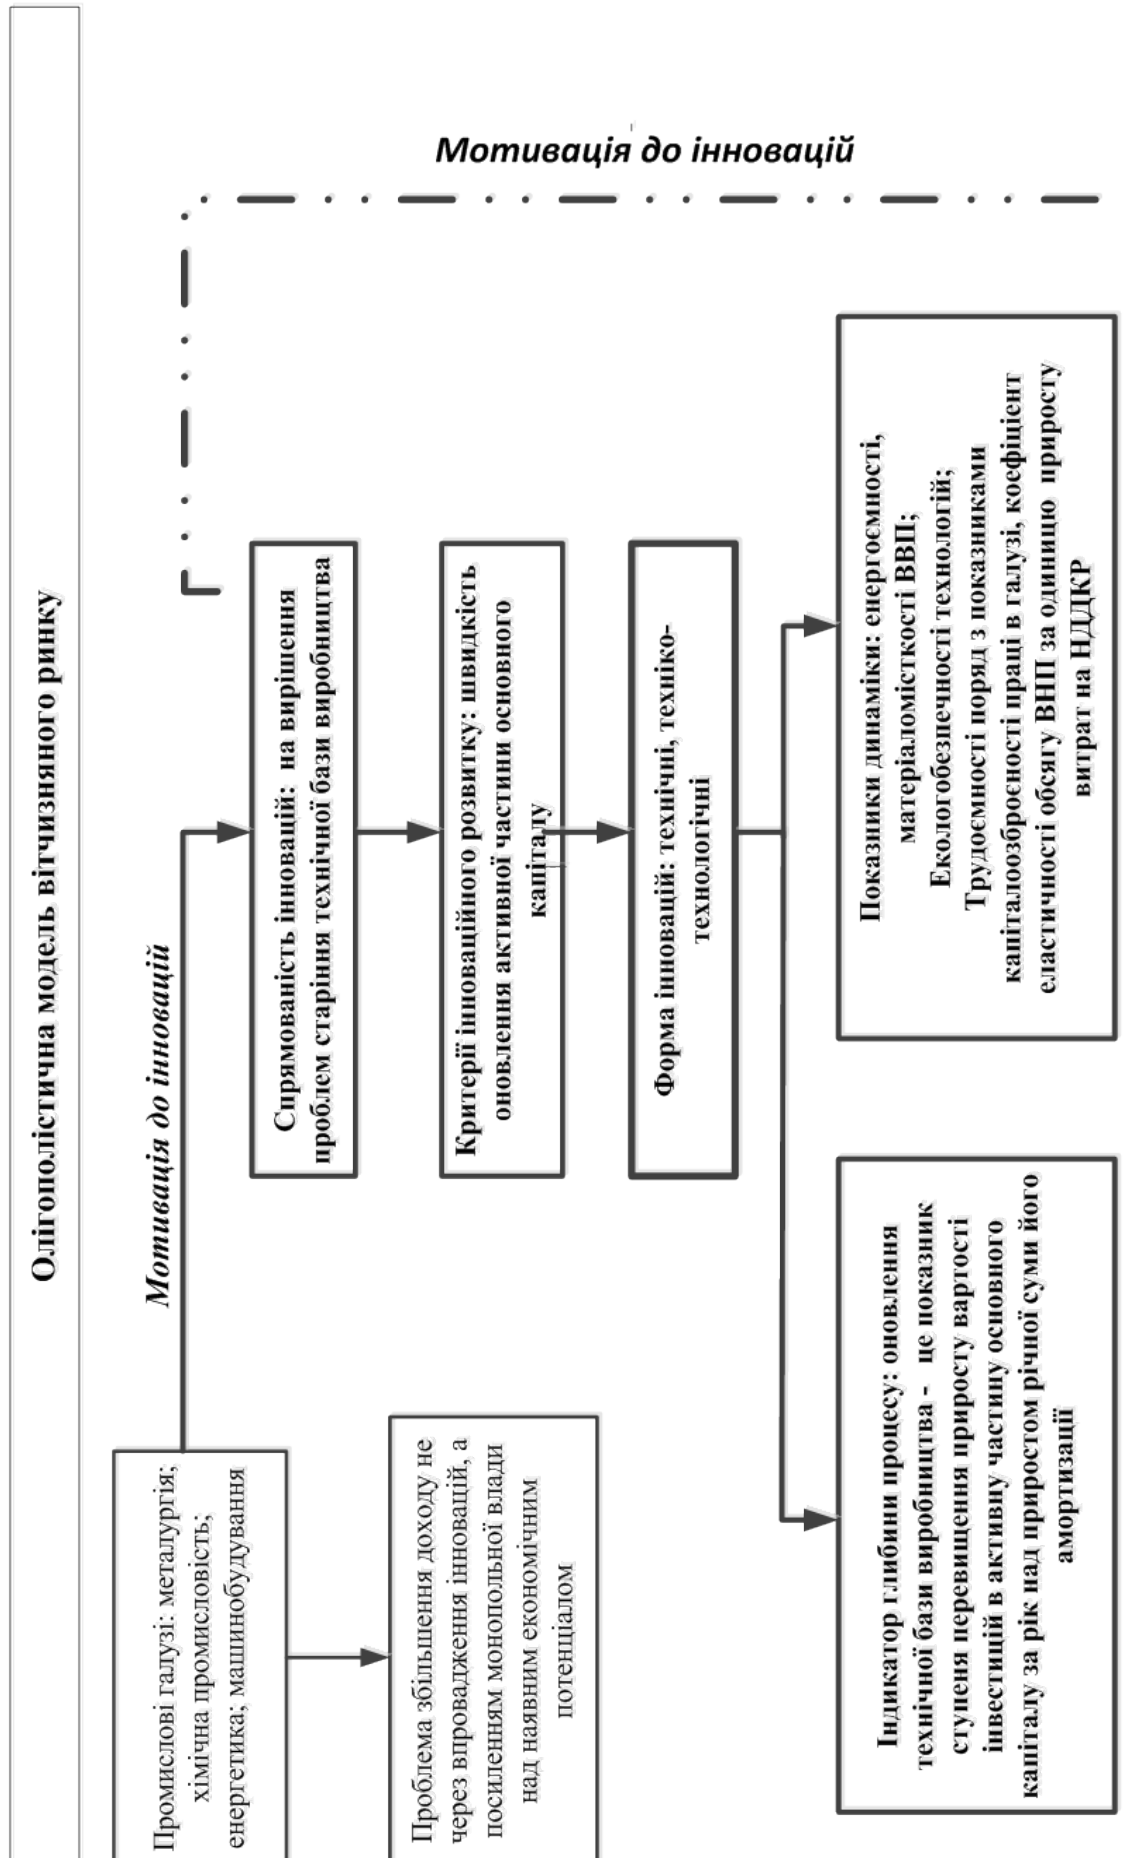 Олігополістична модель вітчизняного ринку
Промислові галузі: металургія;
хімічна промисловість;
енергетика; машинобудування
Мотивація до інновацій
Мотивація до інновацій
Проблема збільшення доходу не
через впровадження інновацій, а
посиленням монопольної влади
над наявним економічним
потенціалом
Спрямованість інновацій: на вирішення
проблем старіння технічної бази виробництва
Критерії інноваційного розвитку: швидкість
оновлення активної частини основного
капіталу
Форма інновацій: технічні, техніко-
технологічні
Індикатор глибини процесу: оновлення
технічної бази виробництва - це показник
ступеня перевищення приросту вартості
інвестицій в активну частину основного
капіталу за рік над приростом річної суми його
амортизації
Показники динаміки: енергоємності,
матеріаломісткості ВВП;
Екологобезпечності технологій;
Трудоємності поряд з показниками
капіталоозброєності праці в галузі, коефіцієнт
еластичності обсягу ВНП за одиницю приросту
витрат на НДДКР